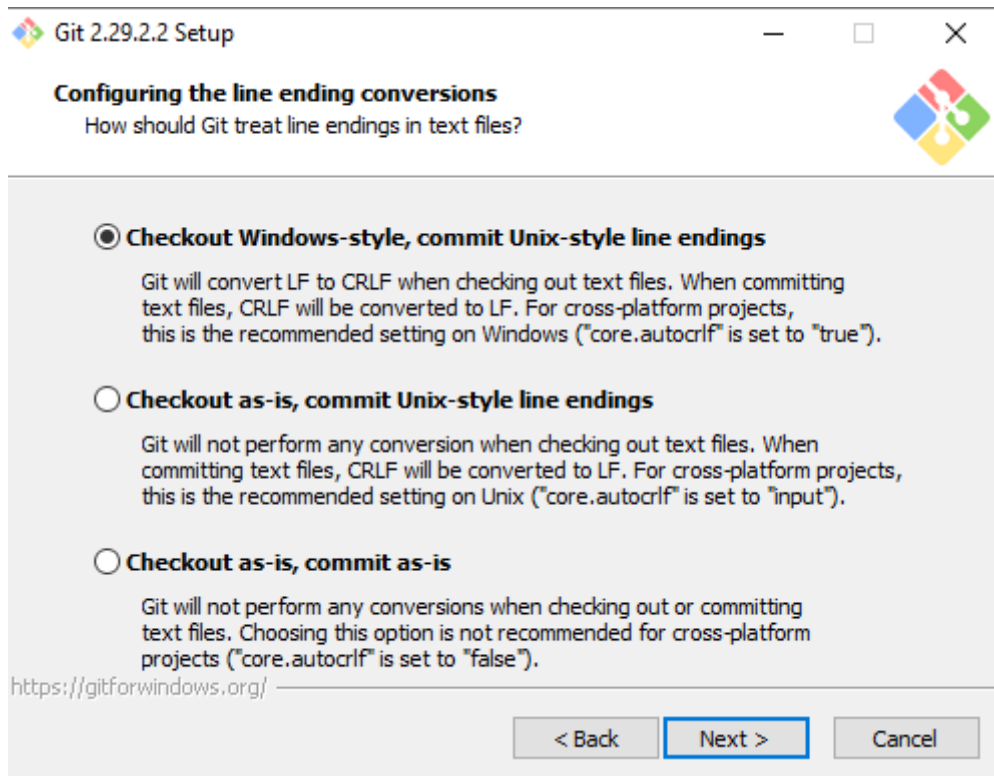 Git 2.29.2.2 Setup
Configuring the line ending conversions
How should Git treat line endings in text files?
Checkout Windows-style, commit Unix-style line endings
Git will convert LF to CRLF when checking out text files. When committing
text files, CRLF will be converted to LF. For cross-platform projects,
this is the recommended setting on Windows ("core.autocrlf" is set to "true").
Checkout as-is, commit Unix-style line endings
Git will not perform any conversion when checking out text files. When
committing text files, CRLF will be converted to LF. For cross-platform projects,
this is the recommended setting on Unix ("core.autocrlf" is set to "input").
Checkout as-is, commit as-is
Git will not perform any conversions when checking out or committing
text files. Choosing this option is not recommended for cross-platform
projects ("core.autocrlf" is set to "false").
https://gitforwindows.org/
< Back Next > Cancel